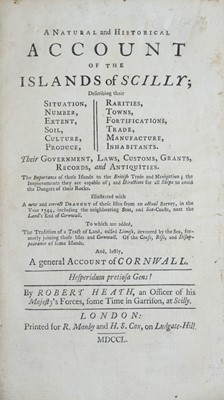 A NATURAL and HISTORICAL
ACCOUNT
OF THE
ISLANDS of SCILLY;
Describing their
SITUATION,
NUMBER,
EXTENT,
SOIL,
CULTURE,
PRODUCE,
RARITIES,
TOWNS,
FORTIFICATIONS,
TRADE,
MANUFACTURE,
INHABITANTS.
Their GOVERNMENT, LAWS, CUSTOMS, GRANTS,
RECORDS, and ANTIQUITIES.
The Importance of these Islands to the British Trade and Navigation; the
Improvements they are capable of; and Directions for all Ships to avoid
the Dangers of their Rocks.
Illustrated with
A new and correct DRAUGHT of these Isles from an actual Survey, in the
Year 1744, including the neighbouring Seas, and Sea-Coasts, next the
Land's End of Cornwall.
To which are added,
The Tradition of a Tract of Land, called Lioness, devoured by the Sea, for-
merly joining these Isles and Cornwall. Of the Cause, Rise, and Disap-
pearance of some Islands.
And, lastly,
A general ACCOUNT of CORNWALL.
Hesperidum pretiosa Gens!
By ROBERT HEATH, an Officer of his
Majesty's Forces, some Time in Garrison, at Scilly.
LONDON:
Printed for R. Manby and H. S. Cox, on Ludgate-Hill.
MDCCL.